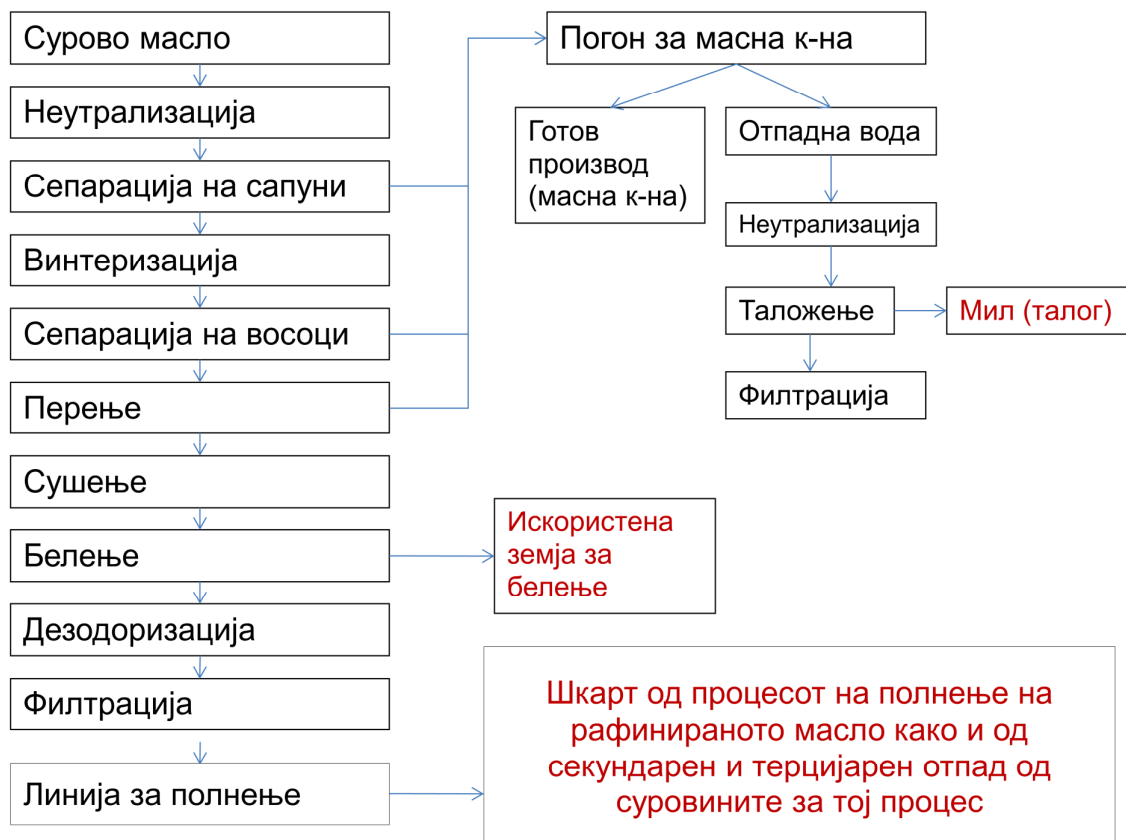 Сурово масло
Неутрализација
Сепарација на сапуни
Винтеризација
Сепарација на восоци
Перење
Сушење
Белење
Дезодоризација
Филтрација
Линија за полнење
Погон за масна к-на
Готов
производ
(масна к-на)
Отпадна вода
Неутрализација
Таложење
Мил (талог)
Филтрација
Искористена
земја за
белење
Шкарт од процесот на полнење на
рафинираното масло како и од
секундарен и терцијарен отпад од
суровините за тој процес